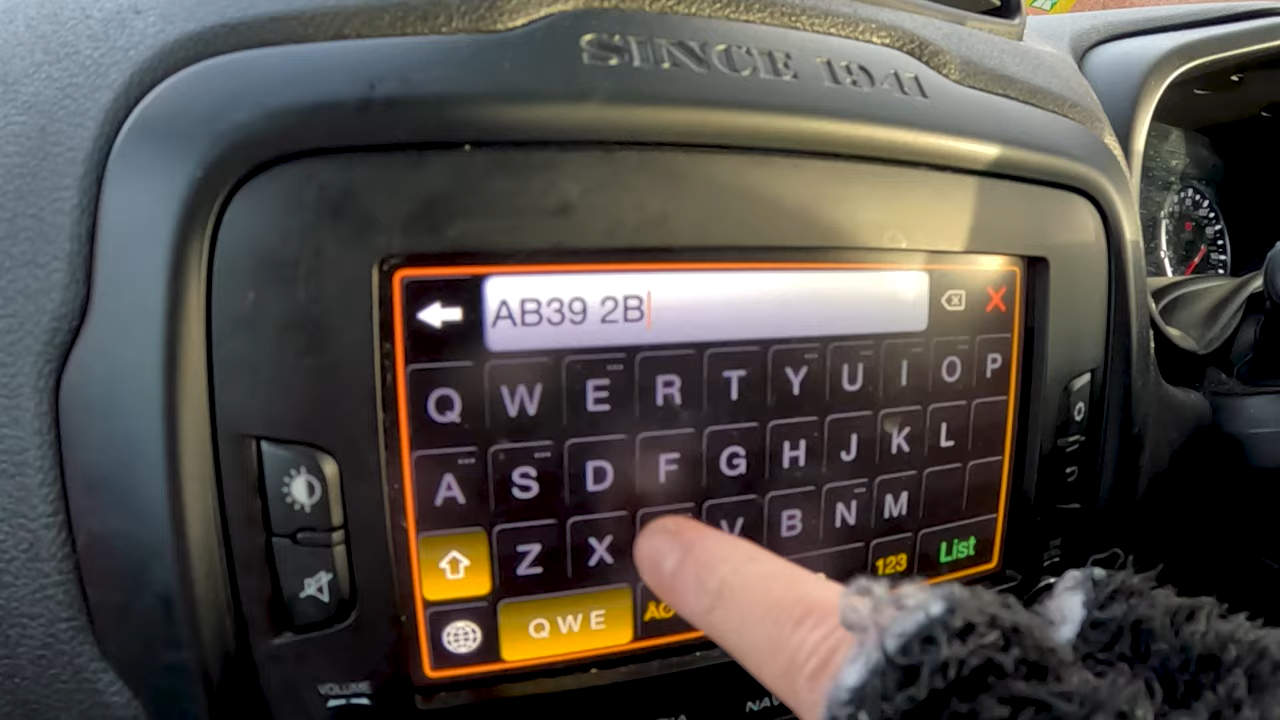 SINCE 1941
AB39 2B
Q W E R T Y U I O P
A S D F G H J K L
Z X V B N M
123 List
QWE
VOLUME